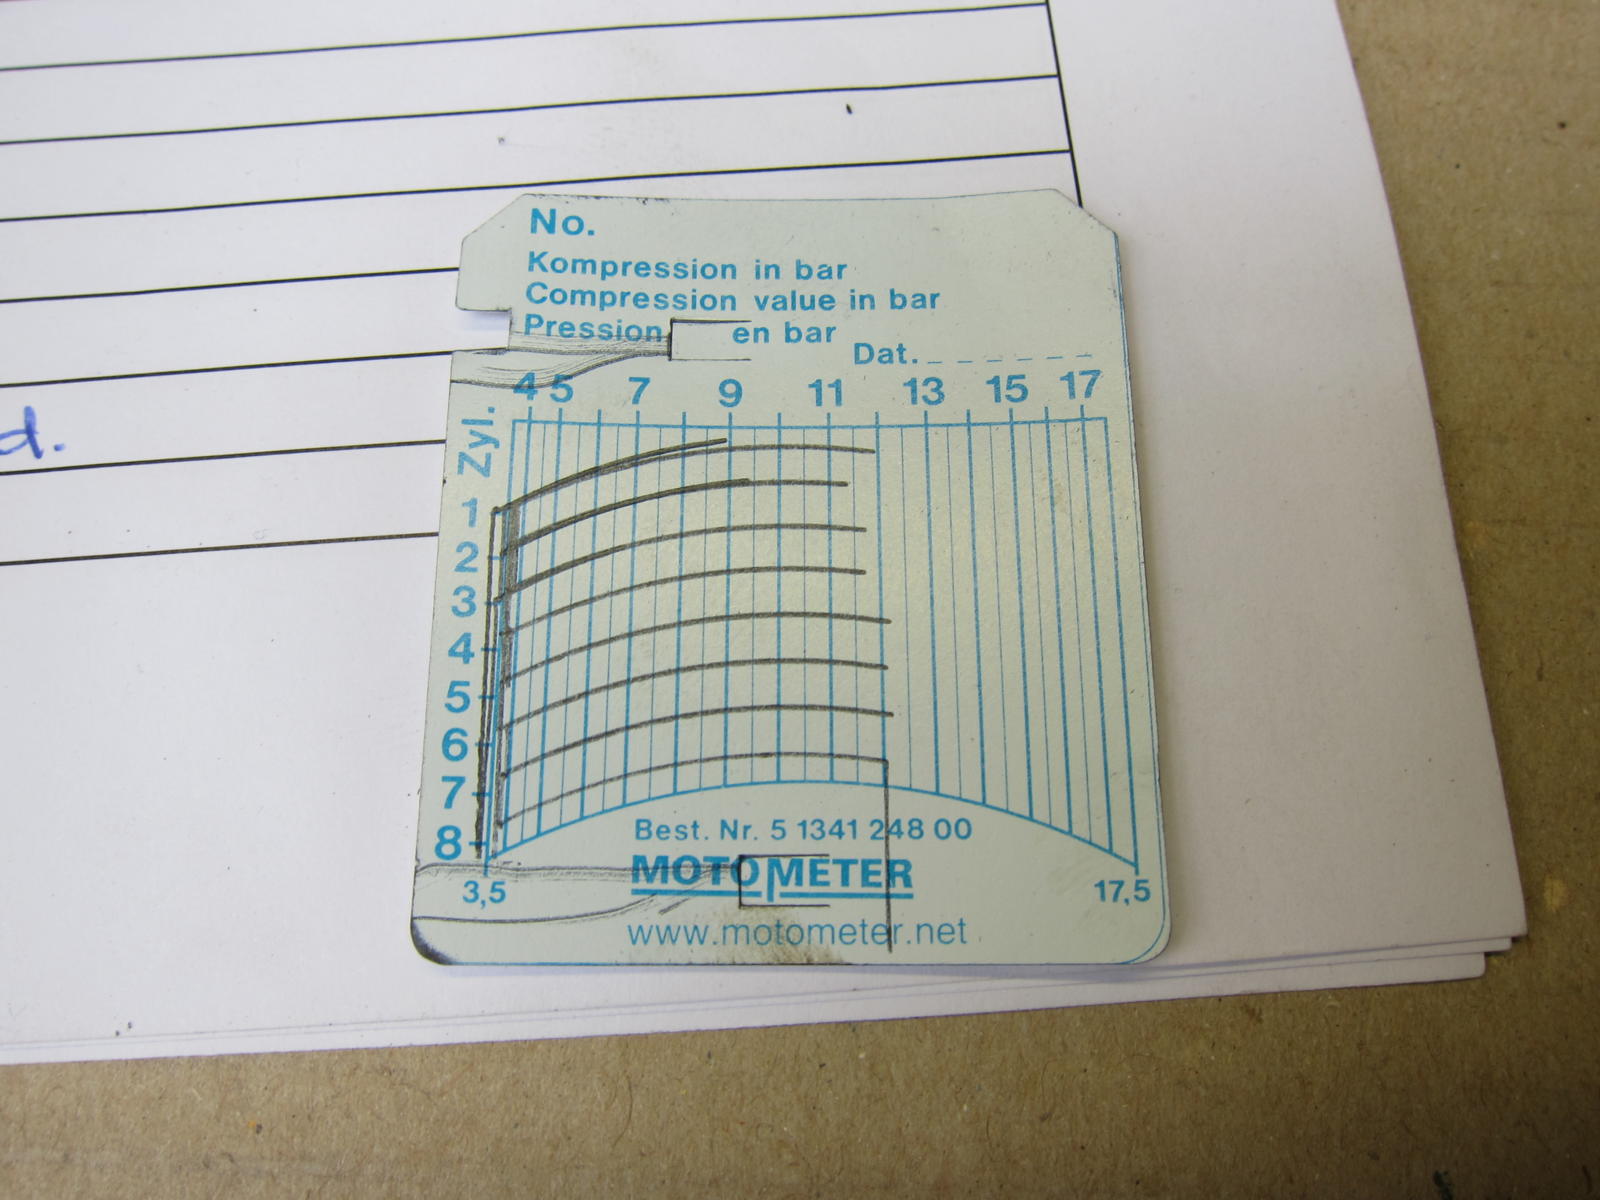 No.
Kompression in bar
Compression value in bar
Pression en bar
Dat.
4 5 7 9 11 13 15 17
Zyl.
1
2
3
4
5
6
7
8
3,5
17,5
Best. Nr. 5 1341 248 00
MOTOMETER
www.motometer.net
d.